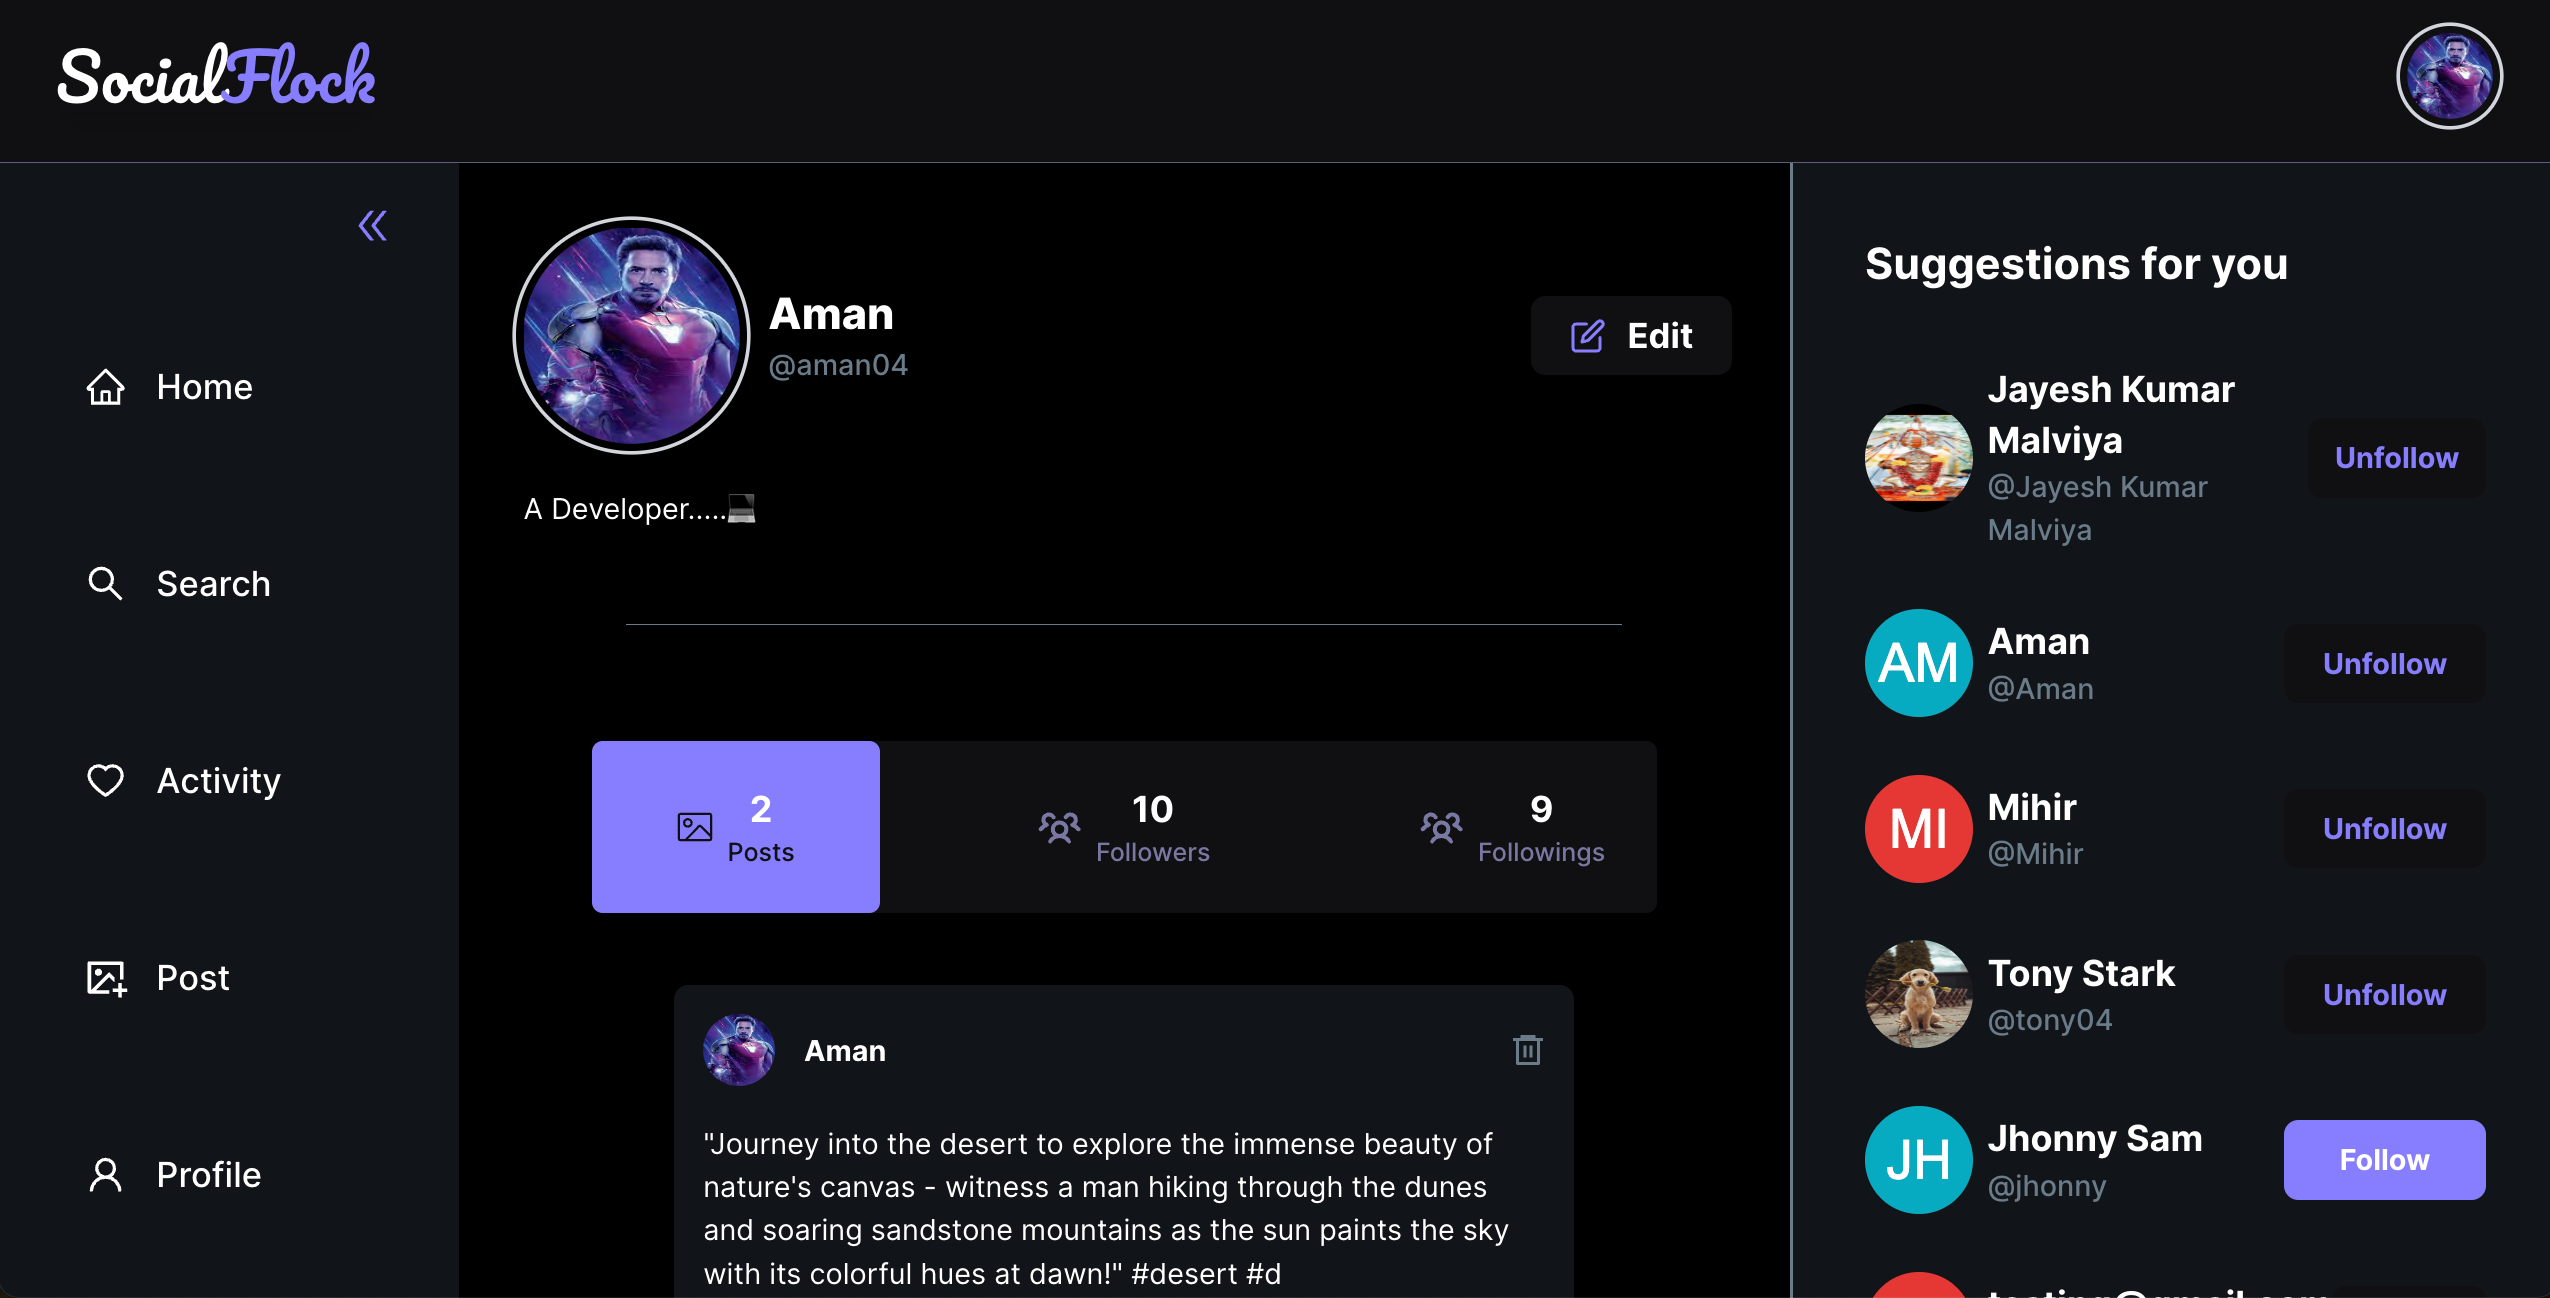 SocialFlock
Home
Search
Activity
Post
Profile
Aman
@aman04
Edit
A Developer.....
2
Posts
10
Followers
9
Followings
Aman
"Journey into the desert to explore the immense beauty of
nature's canvas - witness a man hiking through the dunes
and soaring sandstone mountains as the sun paints the sky
with its colorful hues at dawn!" #desert #d
Suggestions for you
Jayesh Kumar
Malviya
@Jayesh Kumar
Malviya
Unfollow
AM
Aman
@Aman
Unfollow
MI
Mihir
@Mihir
Unfollow
Tony Stark
@tony04
Unfollow
JH
Jhonny Sam
@jhonny
Follow